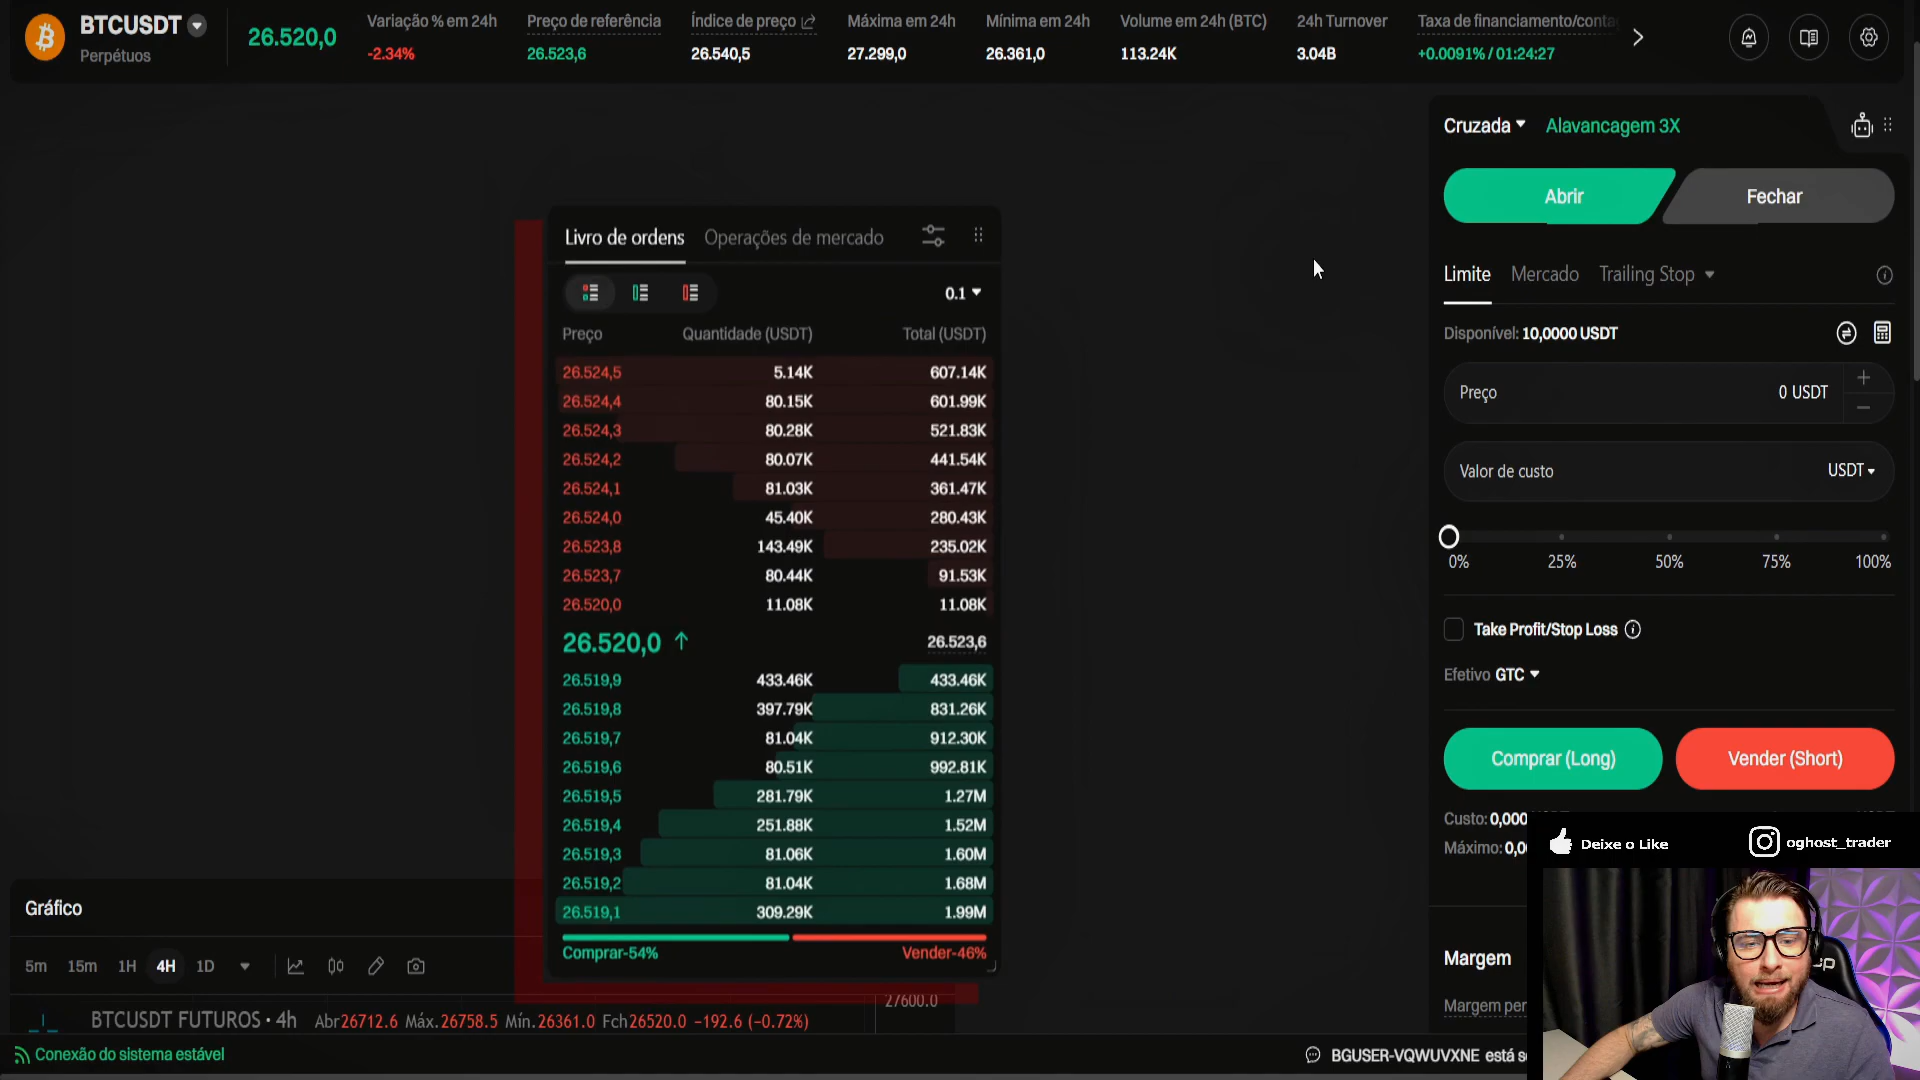 BTCUSDT
Perpétuos
26.520,0
Variação % em 24h
-2.34%
Preço de referência
26.523,6
Índice de preço
26.540,5
Máxima em 24h
27.299,0
Mínima em 24h
26.361,0
Volume em 24h (BTC)
113.24K
24h Turnover
3.04B
Taxa de financiamento/conta
+0.0091% / 01:24:27
Livro de ordens
Operações de mercado
0.1
Preço Quantidade (USDT) Total (USDT)
26.524,5 5.14K 607.14K
26.524,4 80.15K 601.99K
26.524,3 80.28K 521.83K
26.524,2 80.07K 441.54K
26.524,1 81.03K 361.47K
26.524,0 45.40K 280.43K
26.523,8 143.49K 235.02K
26.523,7 80.44K 91.53K
26.520,0 11.08K 11.08K
26.520,0 26.523,6
26.519,9 433.46K 433.46K
26.519,8 397.79K 831.26K
26.519,7 81.04K 912.30K
26.519,6 80.51K 992.81K
26.519,5 281.79K 1.27M
26.519,4 251.88K 1.52M
26.519,3 81.06K 1.60M
26.519,2 81.04K 1.68M
26.519,1 309.29K 1.99M
Comprar-54% Vender-46%
Cruzada Alavancagem 3X
Abrir Fechar
Limite Mercado Trailing Stop
Disponível: 10,0000 USDT
Preço 0 USDT
Valor de custo USDT
0% 25% 50% 75% 100%
Take Profit/Stop Loss
Efetivo GTC
Comprar (Long) Vender (Short)
Custo: 0,000
Máximo: 0,0
Deixe o Like
oghost_trader
Margem
Margem per
Gráfico
5m 15m 1H 4H 1D
27600.0
BTCUSDT FUTUROS • 4h Abr26712.6 Máx.26758.5 Mín.26361.0 Fch26520.0 −192.6 (−0.72%)
Conexão do sistema estável
BGUSER-VQWUVXNE está s